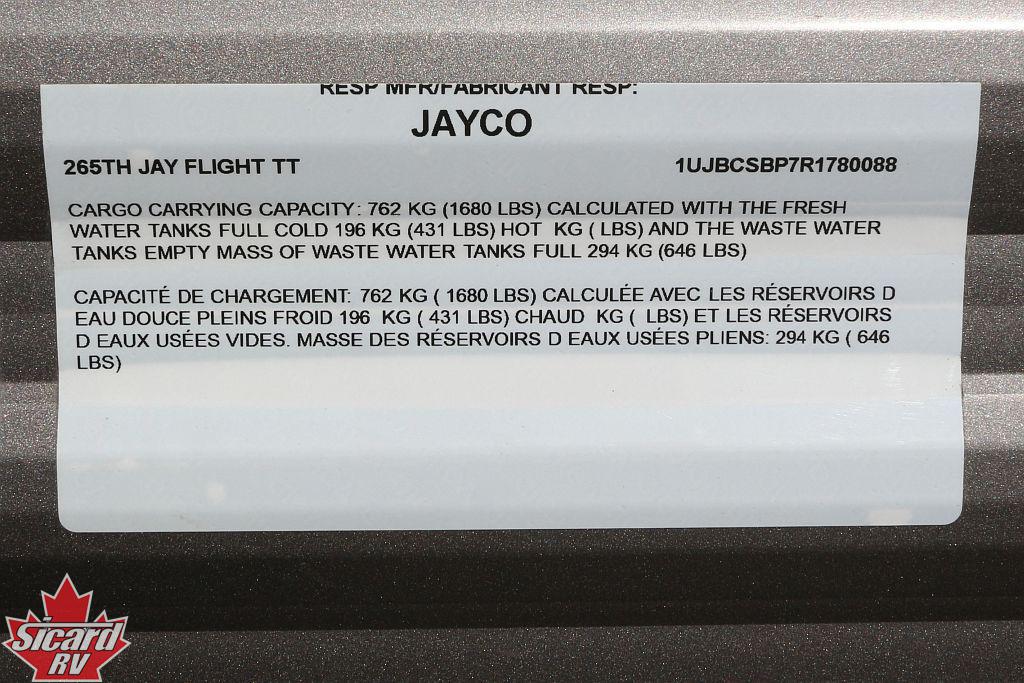 RESP MFR/FABRICANT RESP:
JAYCO
265TH JAY FLIGHT TT 1UJBCSBP7R1780088
CARGO CARRYING CAPACITY: 762 KG (1680 LBS) CALCULATED WITH THE FRESH
WATER TANKS FULL COLD 196 KG (431 LBS) HOT KG ( LBS) AND THE WASTE WATER
TANKS EMPTY MASS OF WASTE WATER TANKS FULL 294 KG (646 LBS)
CAPACITÉ DE CHARGEMENT: 762 KG ( 1680 LBS) CALCULÉE AVEC LES RÉSERVOIRS D
EAU DOUCE PLEINS FROID 196 KG ( 431 LBS) CHAUD KG ( LBS) ET LES RÉSERVOIRS
D EAUX USÉES VIDES. MASSE DES RÉSERVOIRS D EAUX USÉES PLIENS: 294 KG ( 646
LBS)
Sicard
RV